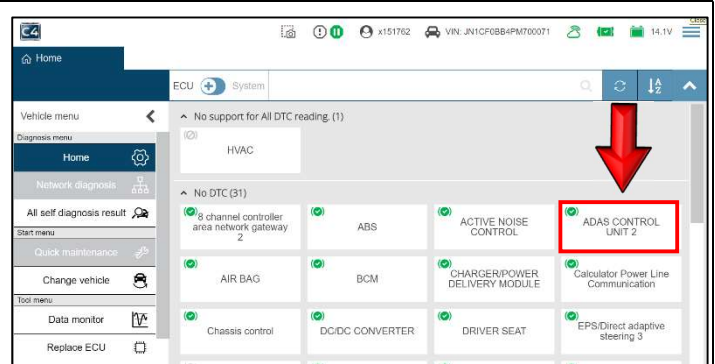 Close
C4
x151762
VIN: JN1CF0BB4PM700071
14.1V
Home
ECU
System
Vehicle menu
Diagnosis menu
Home
Network diagnosis
All self diagnosis result
Start menu
Quick maintenance
Change vehicle
Tool menu
Data monitor
Replace ECU
No support for All DTC reading. (1)
HVAC
No DTC (31)
8 channel controller
area network gateway
2
ABS
ACTIVE NOISE
CONTROL
ADAS CONTROL
UNIT 2
AIR BAG
BCM
CHARGER/POWER
DELIVERY MODULE
Calculator Power Line
Communication
Chassis control
DC/DC CONVERTER
DRIVER SEAT
EPS/Direct adaptive
steering 3